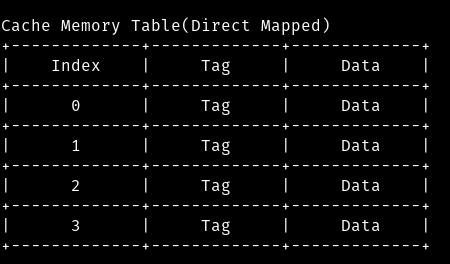 Cache Memory Table(Direct Mapped)
+-------------+-------------+-------------+
|    Index    |     Tag     |     Data    |
+-------------+-------------+-------------+
|      0      |     Tag     |     Data    |
+-------------+-------------+-------------+
|      1      |     Tag     |     Data    |
+-------------+-------------+-------------+
|      2      |     Tag     |     Data    |
+-------------+-------------+-------------+
|      3      |     Tag     |     Data    |
+-------------+-------------+-------------+